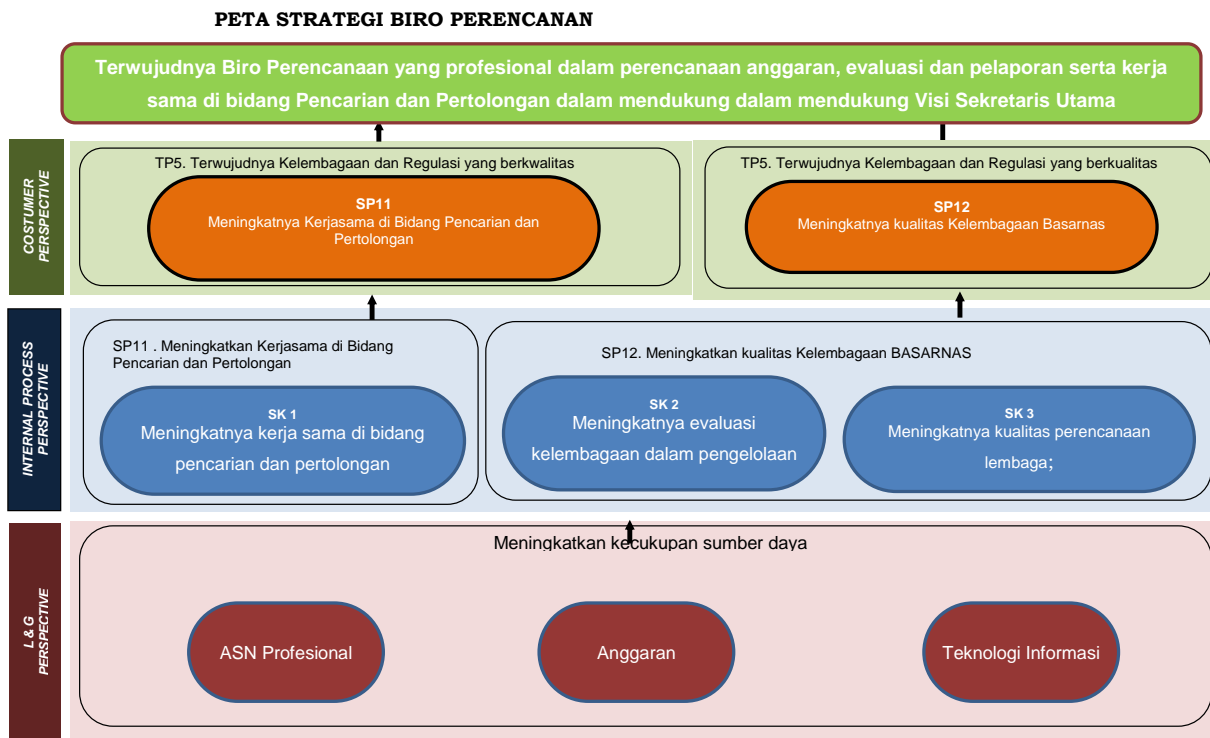 PETA STRATEGI BIRO PERENCANAN
Terwujudnya Biro Perencanaan yang profesional dalam perencanaan anggaran, evaluasi dan pelaporan serta kerja
sama di bidang Pencarian dan Pertolongan dalam mendukung dalam mendukung Visi Sekretaris Utama
COSTUMER
PERSPECTIVE
TP5. Terwujudnya Kelembagaan dan Regulasi yang berkwalitas
SP11
Meningkatnya Kerjasama di Bidang Pencarian dan
Pertolongan
TP5. Terwujudnya Kelembagaan dan Regulasi yang berkualitas
SP12
Meningkatnya kualitas Kelembagaan Basarnas
INTERNAL PROCESS
PERSPECTIVE
SP11 . Meningkatkan Kerjasama di Bidang
Pencarian dan Pertolongan
SK 1
Meningkatnya kerja sama di bidang
pencarian dan pertolongan
SP12. Meningkatkan kualitas Kelembagaan BASARNAS
SK 2
Meningkatnya evaluasi
kelembagaan dalam pengelolaan
SK 3
Meningkatnya kualitas perencanaan
lembaga;
L & G
PERSPECTIVE
Meningkatkan kecukupan sumber daya
ASN Profesional
Anggaran
Teknologi Informasi